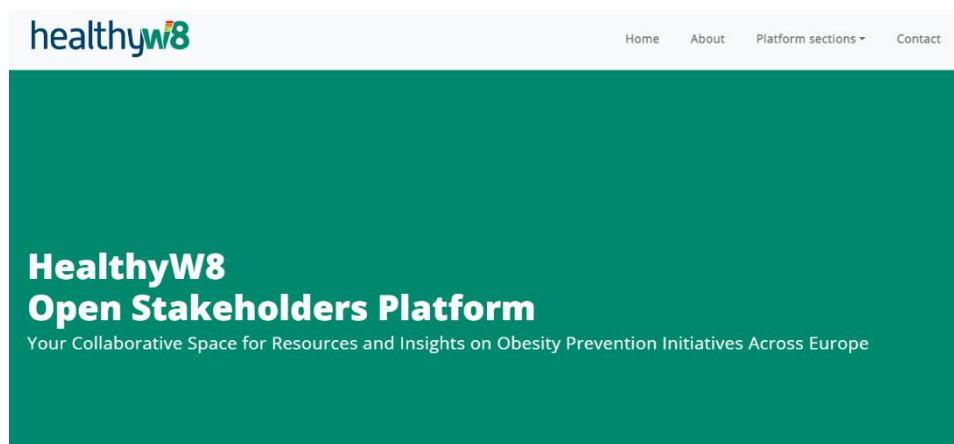 healthyw8
Home About Platform sections Contact
HealthyW8
Open Stakeholders Platform
Your Collaborative Space for Resources and Insights on Obesity Prevention Initiatives Across Europe